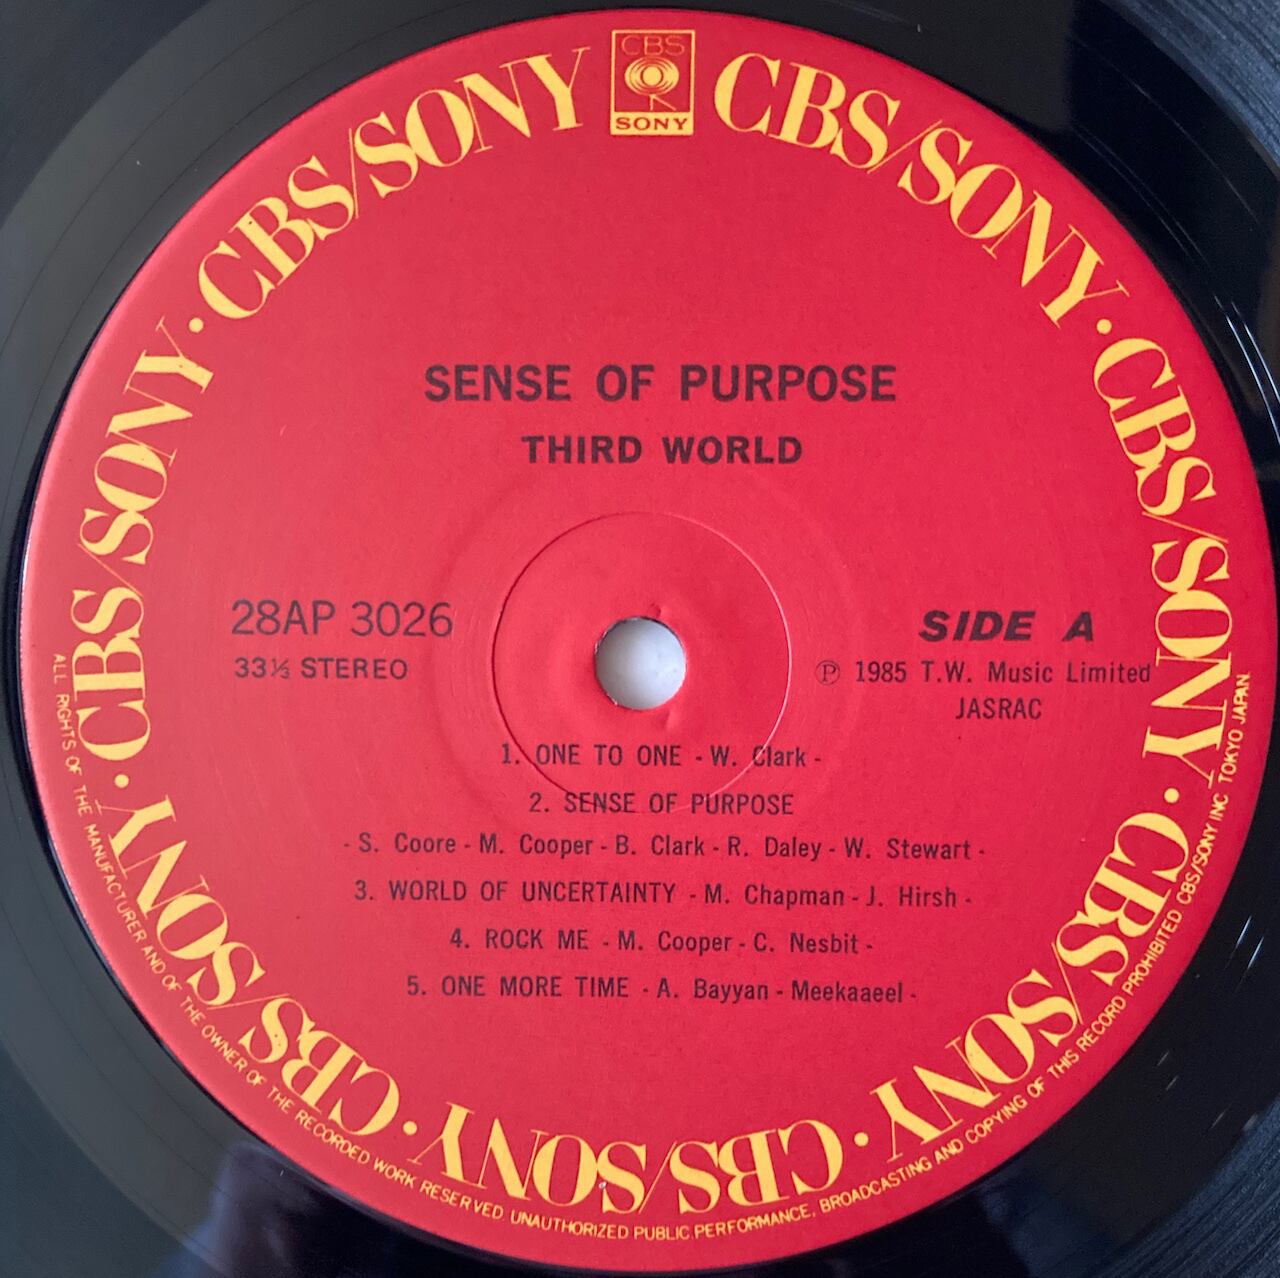 CBS
SONY
CBS/SONY · CBS/SONY · CBS/SONY · CBS/SONY · CBS/SONY · CBS/SONY · CBS/SONY
SENSE OF PURPOSE
THIRD WORLD
28AP 3026
33⅓ STEREO
SIDE A
Ⓟ 1985 T.W. Music Limited
JASRAC
1. ONE TO ONE - W. Clark -
2. SENSE OF PURPOSE
- S. Coore - M. Cooper - B. Clark - R. Daley - W. Stewart -
3. WORLD OF UNCERTAINTY - M. Chapman - J. Hirsh -
4. ROCK ME - M. Cooper - C. Nesbit -
5. ONE MORE TIME - A. Bayyan - Meekaaeel -
ALL RIGHTS OF THE MANUFACTURER AND OF THE OWNER OF THE RECORDED WORK RESERVED UNAUTHORIZED PUBLIC PERFORMANCE, BROADCASTING AND COPYING OF THIS RECORD PROHIBITED CBS/SONY INC TOKYO JAPAN